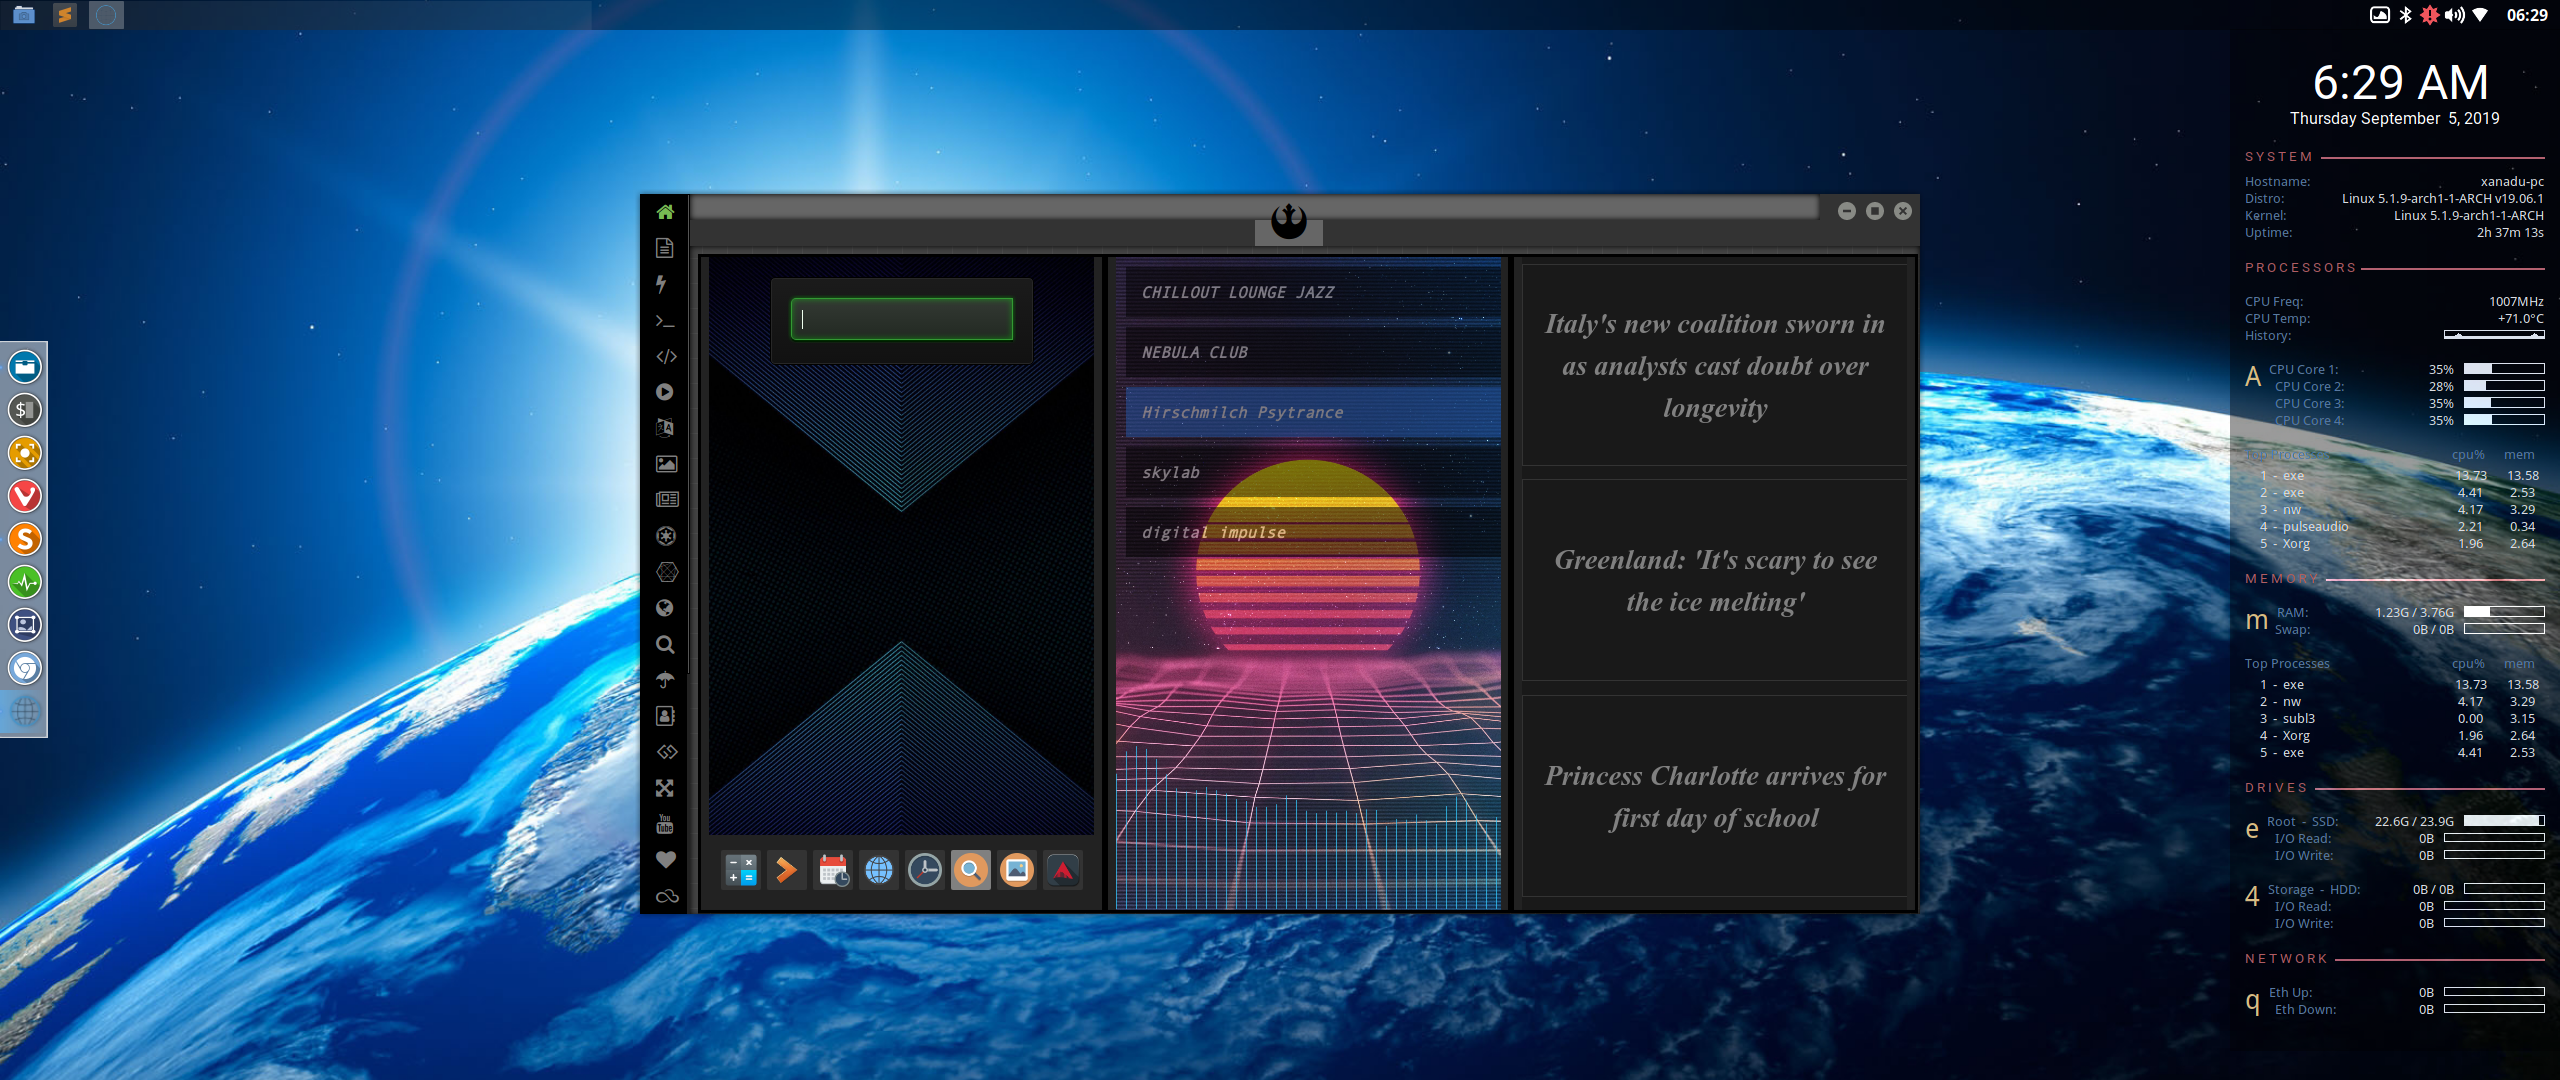 06:29
6:29 AM
Thursday September 5, 2019
SYSTEM
Hostname: xanadu-pc
Distro: Linux 5.1.9-arch1-1-ARCH v19.06.1
Kernel: Linux 5.1.9-arch1-1-ARCH
Uptime: 2h 37m 13s
PROCESSORS
CPU Freq: 1007MHz
CPU Temp: +71.0°C
History:
A CPU Core 1: 35%
CPU Core 2: 28%
CPU Core 3: 35%
CPU Core 4: 35%
Top Processes cpu% mem
1 - exe 13.73 13.58
2 - exe 4.41 2.53
3 - nw 4.17 3.29
4 - pulseaudio 2.21 0.34
5 - Xorg 1.96 2.64
MEMORY
m RAM: 1.23G / 3.76G
Swap: 0B / 0B
Top Processes cpu% mem
1 - exe 13.73 13.58
2 - nw 4.17 3.29
3 - subl3 0.00 3.15
4 - Xorg 1.96 2.64
5 - exe 4.41 2.53
DRIVES
e Root - SSD: 22.6G / 23.9G
I/O Read: 0B
I/O Write: 0B
4 Storage - HDD: 0B / 0B
I/O Read: 0B
I/O Write: 0B
NETWORK
q Eth Up: 0B
Eth Down: 0B
CHILLOUT LOUNGE JAZZ
NEBULA CLUB
Hirschmilch Psytrance
skylab
digital impulse
Italy's new coalition sworn in
as analysts cast doubt over
longevity
Greenland: 'It's scary to see
the ice melting'
Princess Charlotte arrives for
first day of school
You
Tube